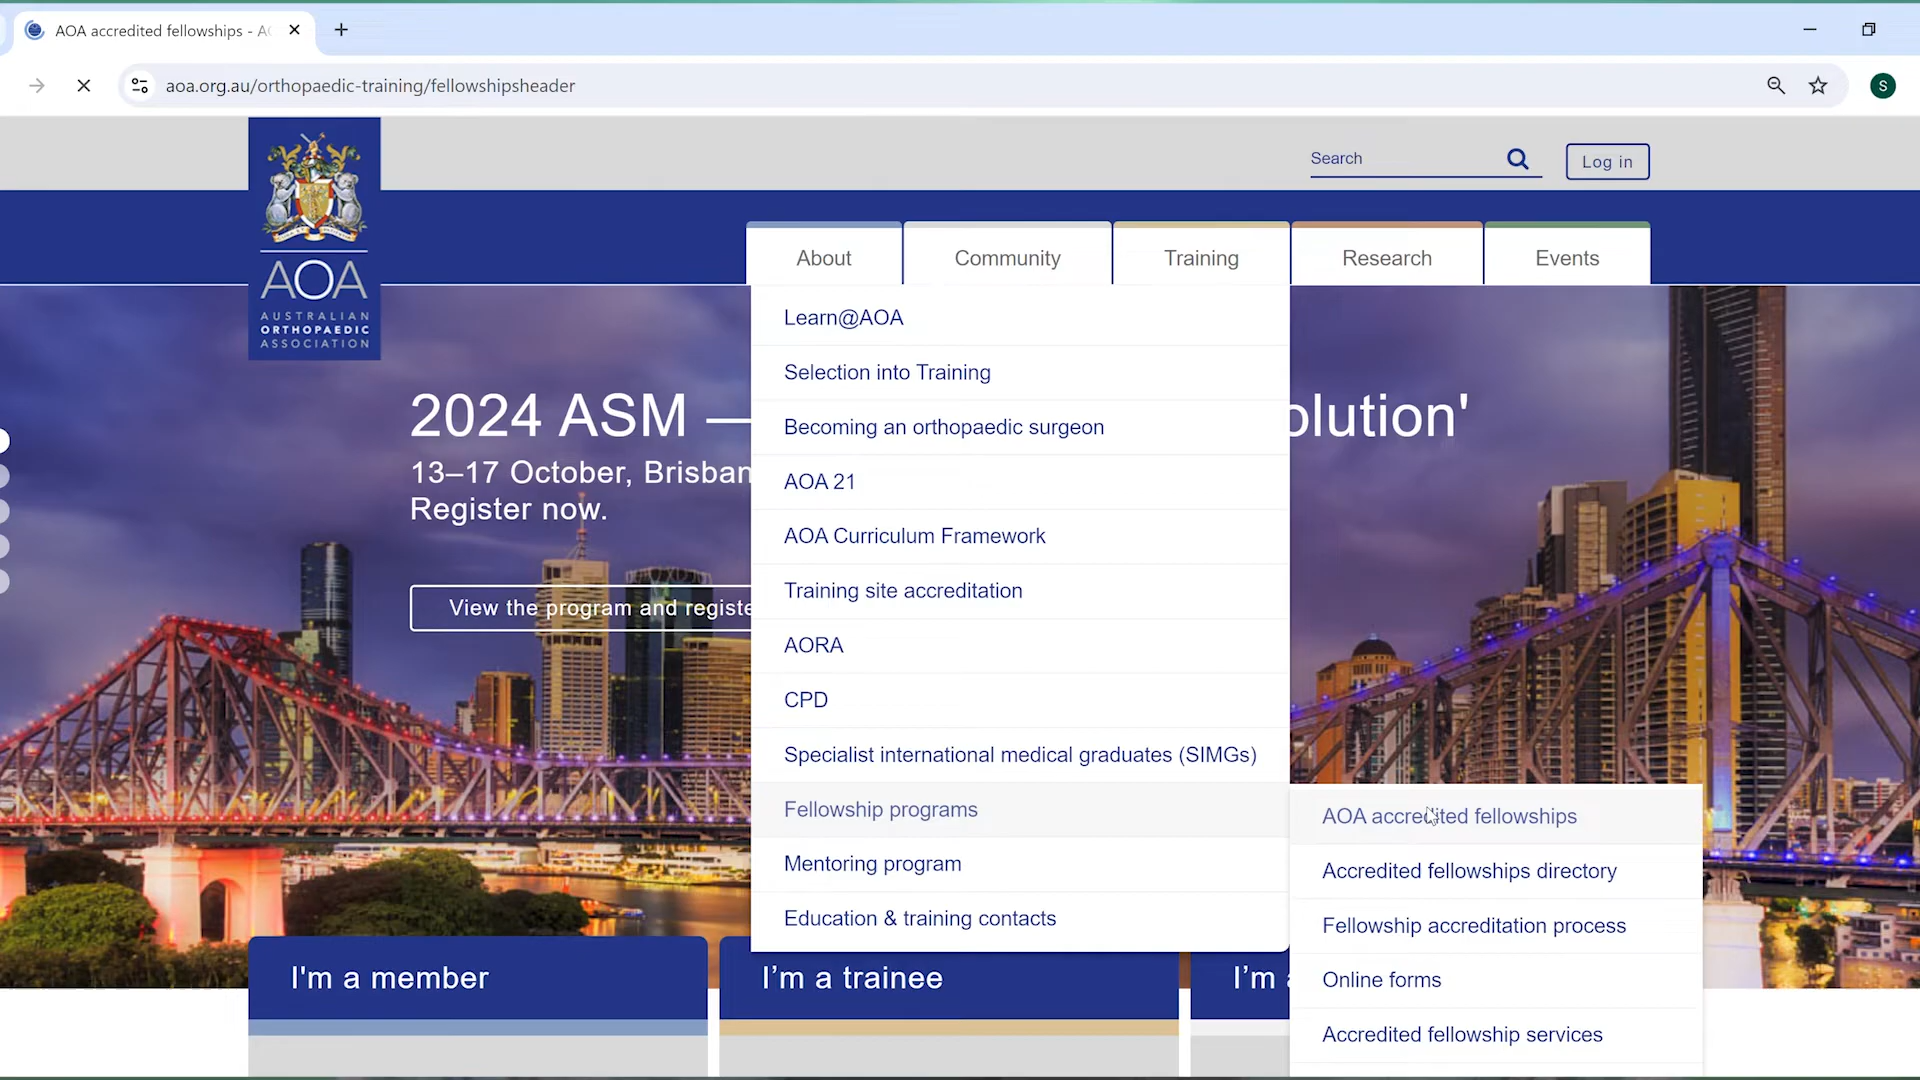 AOA accredited fellowships - AO
aoa.org.au/orthopaedic-training/fellowshipsheader
S
Search
Log in
AOA
AUSTRALIAN
ORTHOPAEDIC
ASSOCIATION
About
Community
Training
Research
Events
Learn@AOA
Selection into Training
Becoming an orthopaedic surgeon
AOA 21
AOA Curriculum Framework
Training site accreditation
AORA
CPD
Specialist international medical graduates (SIMGs)
Fellowship programs
Mentoring program
Education & training contacts
AOA accredited fellowships
Accredited fellowships directory
Fellowship accreditation process
Online forms
Accredited fellowship services
2024 ASM — olution'
13–17 October, Brisban
Register now.
View the program and registe
I'm a member
I'm a trainee
I'm a